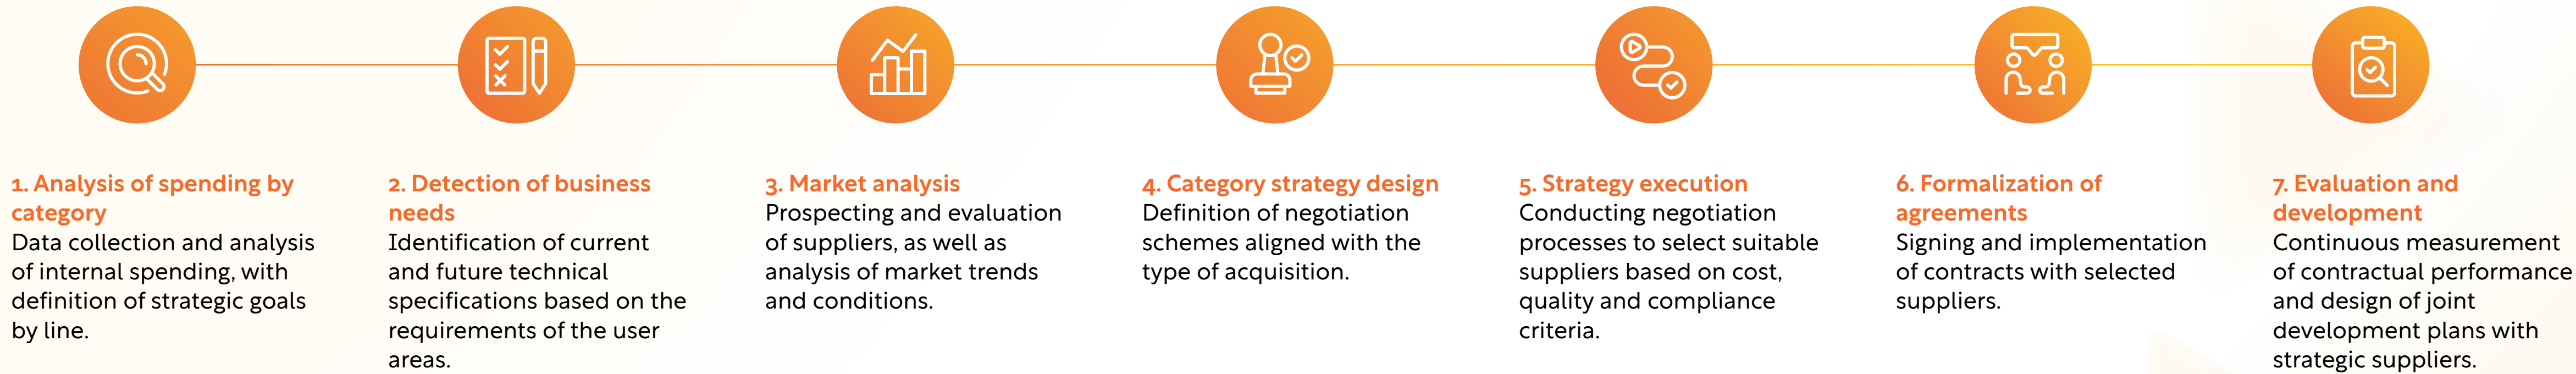 1. Analysis of spending by
category
Data collection and analysis
of internal spending, with
definition of strategic goals
by line.
2. Detection of business
needs
Identification of current
and future technical
specifications based on the
requirements of the user
areas.
3. Market analysis
Prospecting and evaluation
of suppliers, as well as
analysis of market trends
and conditions.
4. Category strategy design
Definition of negotiation
schemes aligned with the
type of acquisition.
5. Strategy execution
Conducting negotiation
processes to select suitable
suppliers based on cost,
quality and compliance
criteria.
6. Formalization of
agreements
Signing and implementation
of contracts with selected
suppliers.
7. Evaluation and
development
Continuous measurement
of contractual performance
and design of joint
development plans with
strategic suppliers.